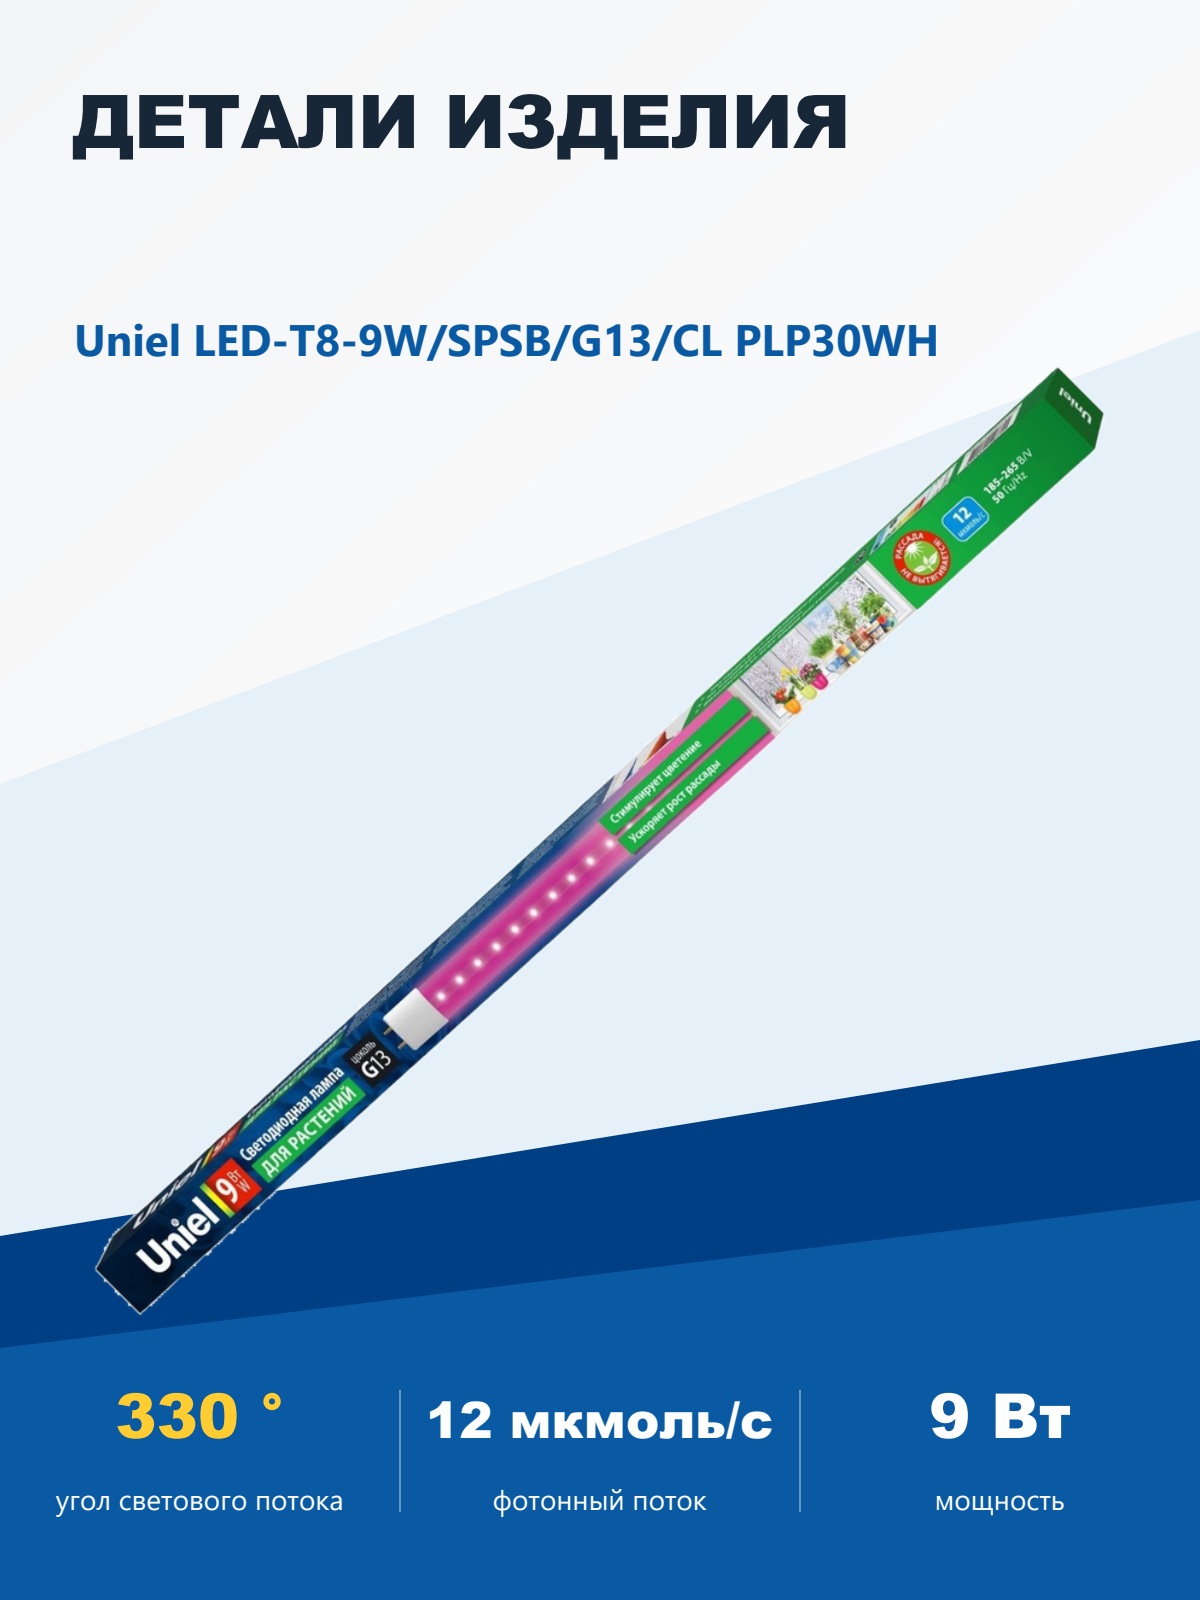 ДЕТАЛИ ИЗДЕЛИЯ
Uniel LED-T8-9W/SPSB/G13/CL PLP30WH
Uniel
185–265 В/V
50 Гц/Hz
12
мкмоль/с
РАССАДА
НЕ ВЫТЯГИВАЕТСЯ!
Стимулирует цветение
Ускоряет рост рассады
цоколь
G13
Светодиодная лампа
ДЛЯ РАСТЕНИЙ
Uniel
9 Вт
W
330 °
12 мкмоль/с
9 Вт
угол светового потока
фотонный поток
мощность